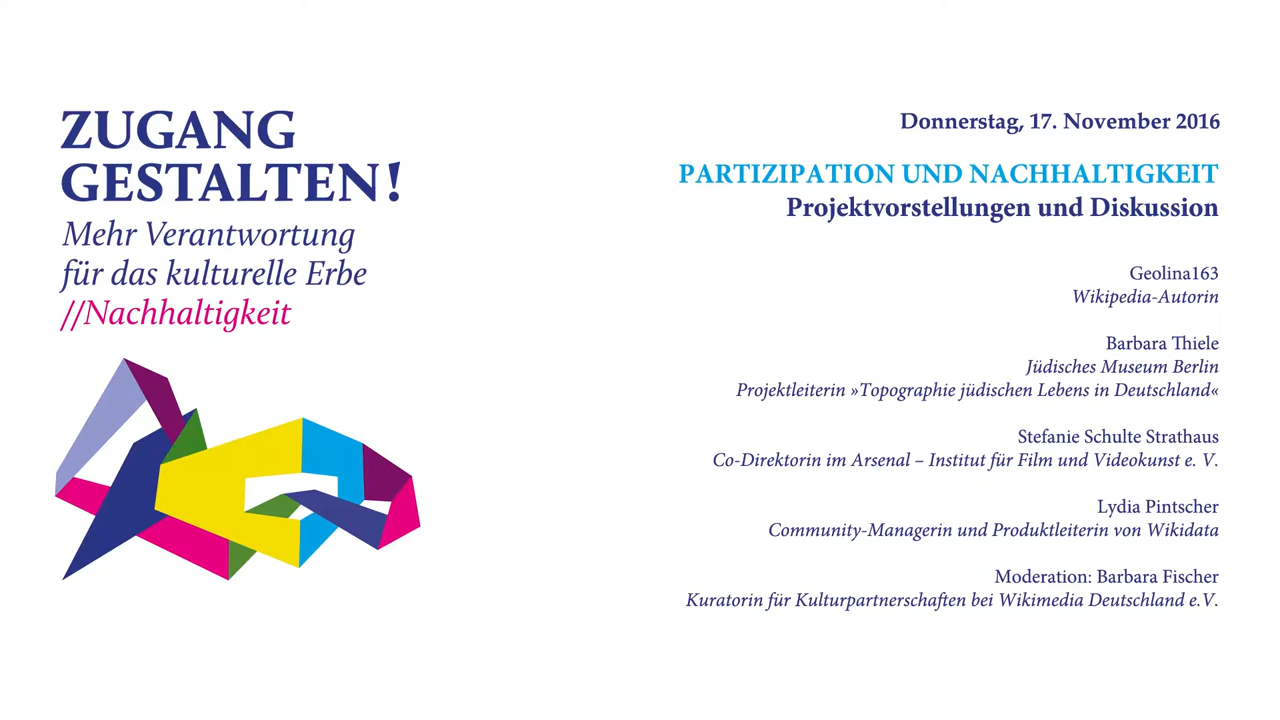 ZUGANG
GESTALTEN!
Mehr Verantwortung
für das kulturelle Erbe
//Nachhaltigkeit
Donnerstag, 17. November 2016
PARTIZIPATION UND NACHHALTIGKEIT
Projektvorstellungen und Diskussion
Geolina163
Wikipedia-Autorin
Barbara Thiele
Jüdisches Museum Berlin
Projektleiterin »Topographie jüdischen Lebens in Deutschland«
Stefanie Schulte Strathaus
Co-Direktorin im Arsenal – Institut für Film und Videokunst e. V.
Lydia Pintscher
Community-Managerin und Produktleiterin von Wikidata
Moderation: Barbara Fischer
Kuratorin für Kulturpartnerschaften bei Wikimedia Deutschland e.V.